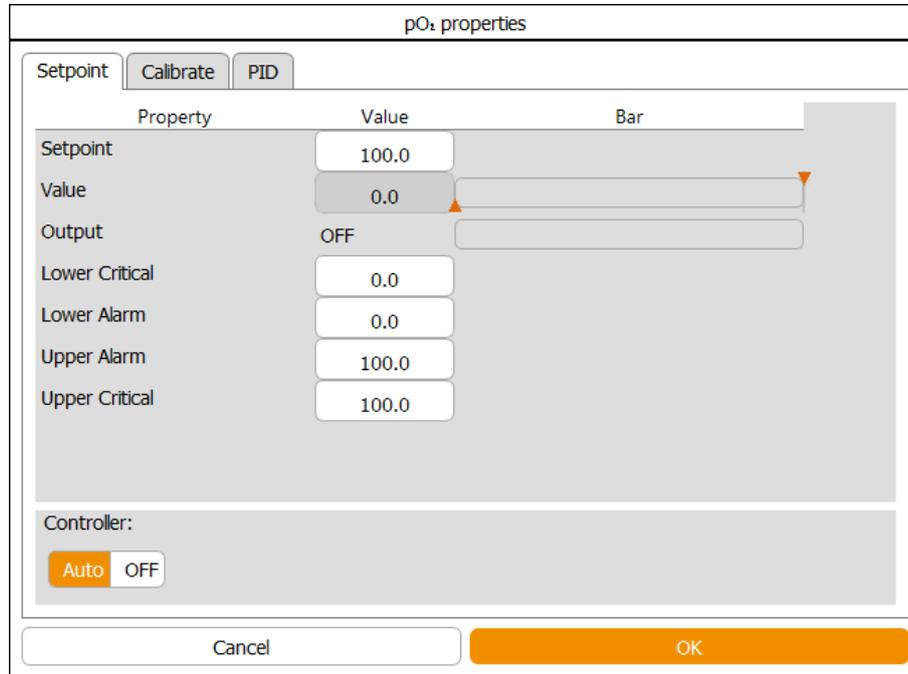 pO₂ properties
Setpoint Calibrate PID
Property Value Bar
Setpoint 100.0
Value 0.0
Output OFF
Lower Critical 0.0
Lower Alarm 0.0
Upper Alarm 100.0
Upper Critical 100.0
Controller:
Auto OFF
Cancel OK